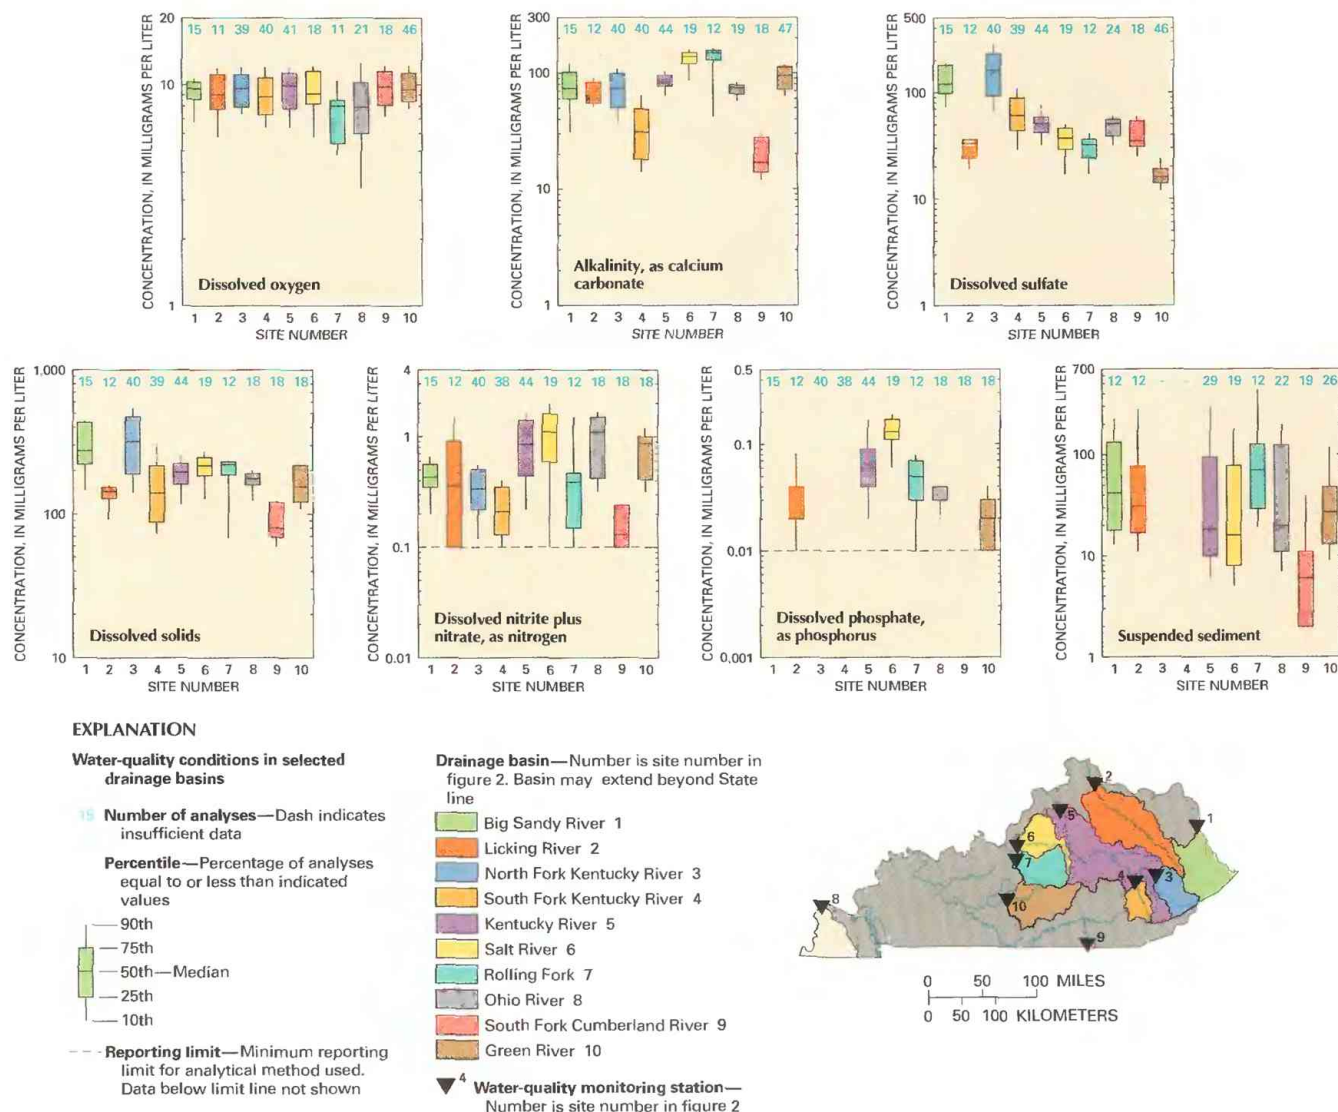 CONCENTRATION, IN MILLIGRAMS PER LITER
20
10
1
15 11 39 40 41 18 11 21 18 46
Dissolved oxygen
1 2 3 4 5 6 7 8 9 10
SITE NUMBER
CONCENTRATION, IN MILLIGRAMS PER LITER
300
100
10
1
15 12 40 40 44 19 12 19 18 47
Alkalinity, as calcium
carbonate
1 2 3 4 5 6 7 8 9 10
SITE NUMBER
CONCENTRATION, IN MILLIGRAMS PER LITER
500
100
10
1
15 12 40 39 44 19 12 24 18 46
Dissolved sulfate
1 2 3 4 5 6 7 8 9 10
SITE NUMBER
CONCENTRATION, IN MILLIGRAMS PER LITER
1,000
100
10
15 12 40 39 44 19 12 18 18 18
Dissolved solids
1 2 3 4 5 6 7 8 9 10
SITE NUMBER
CONCENTRATION, IN MILLIGRAMS PER LITER
4
1
0.1
0.01
15 12 40 38 44 19 12 18 18 18
Dissolved nitrite plus
nitrate, as nitrogen
1 2 3 4 5 6 7 8 9 10
SITE NUMBER
CONCENTRATION, IN MILLIGRAMS PER LITER
0.5
0.1
0.01
0.001
15 12 40 38 44 19 12 18 18 18
Dissolved phosphate,
as phosphorus
1 2 3 4 5 6 7 8 9 10
SITE NUMBER
CONCENTRATION, IN MILLIGRAMS PER LITER
700
100
10
1
12 12 - - 29 19 12 22 19 26
Suspended sediment
1 2 3 4 5 6 7 8 9 10
SITE NUMBER
EXPLANATION
Water-quality conditions in selected
drainage basins
15 Number of analyses—Dash indicates
insufficient data
Percentile—Percentage of analyses
equal to or less than indicated
values
90th
75th
50th—Median
25th
10th
Reporting limit—Minimum reporting
limit for analytical method used.
Data below limit line not shown
Drainage basin—Number is site number in
figure 2. Basin may extend beyond State
line
Big Sandy River 1
Licking River 2
North Fork Kentucky River 3
South Fork Kentucky River 4
Kentucky River 5
Salt River 6
Rolling Fork 7
Ohio River 8
South Fork Cumberland River 9
Green River 10
4 Water-quality monitoring station—
Number is site number in figure 2
2
1
5
6
7
3
4
10
8
9
0 50 100 MILES
0 50 100 KILOMETERS